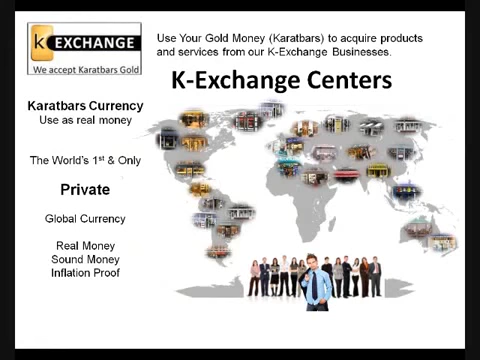 K EXCHANGE
We accept Karatbars Gold
Use Your Gold Money (Karatbars) to acquire products
and services from our K-Exchange Businesses.
K-Exchange Centers
Karatbars Currency
Use as real money
The World's 1st & Only
Private
Global Currency
Real Money
Sound Money
Inflation Proof